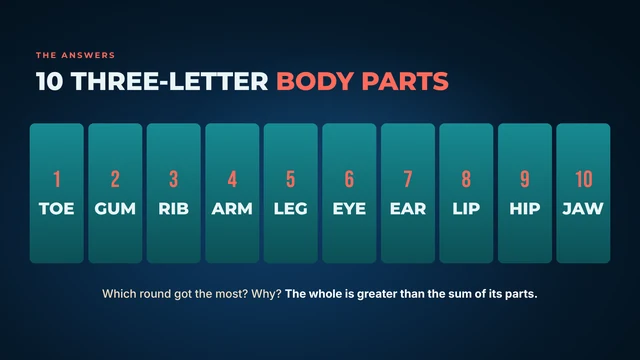 THE ANSWERS
10 THREE-LETTER BODY PARTS
1 2 3 4 5 6 7 8 9 10
TOE GUM RIB ARM LEG EYE EAR LIP HIP JAW
Which round got the most? Why? The whole is greater than the sum of its parts.